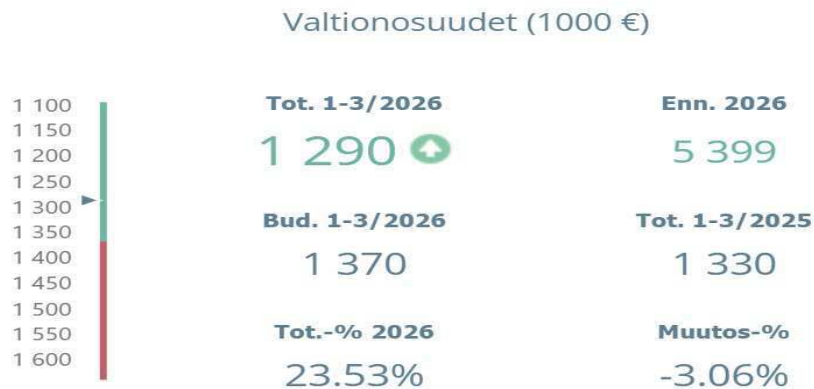 Valtionosuudet (1000 €)
1 100
1 150
1 200
1 250
1 300
1 350
1 400
1 450
1 500
1 550
1 600
Tot. 1-3/2026
Enn. 2026
1 290
5 399
Bud. 1-3/2026
Tot. 1-3/2025
1 370
1 330
Tot.-% 2026
Muutos-%
23.53%
-3.06%